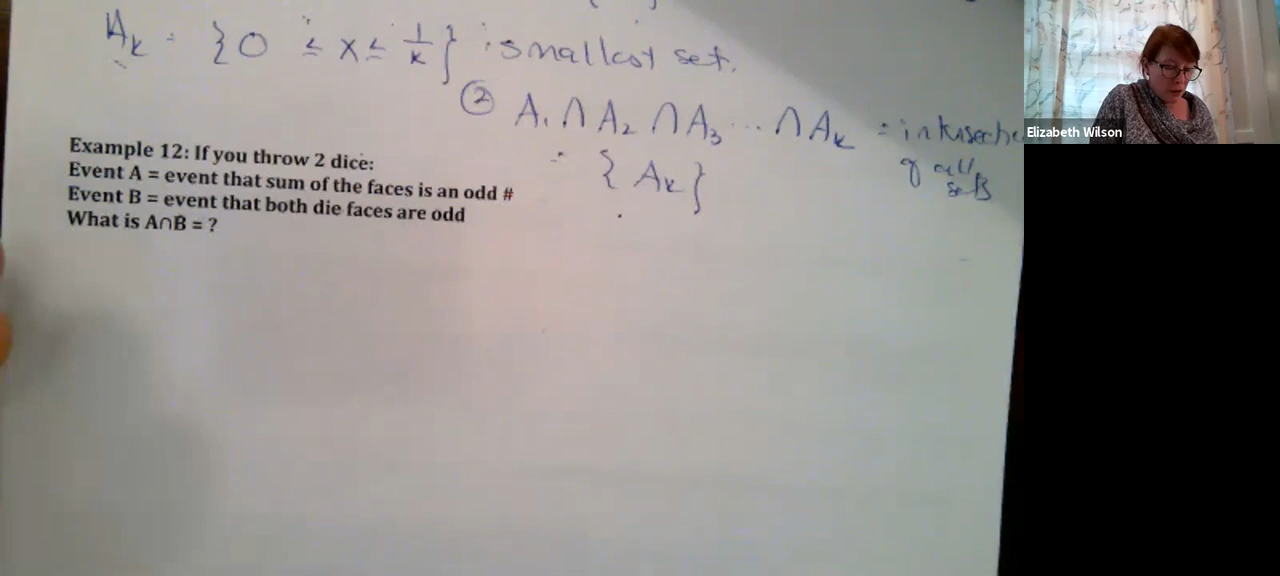 A_k = {0 ≤ x ≤ 1/k} is smallest set.
② A₁ ∩ A₂ ∩ A₃ ... ∩ A_k =
of all
sets
∴ {A_k}
Example 12: If you throw 2 dice:
Event A = event that sum of the faces is an odd #
Event B = event that both die faces are odd
What is A∩B = ?
Elizabeth Wilson